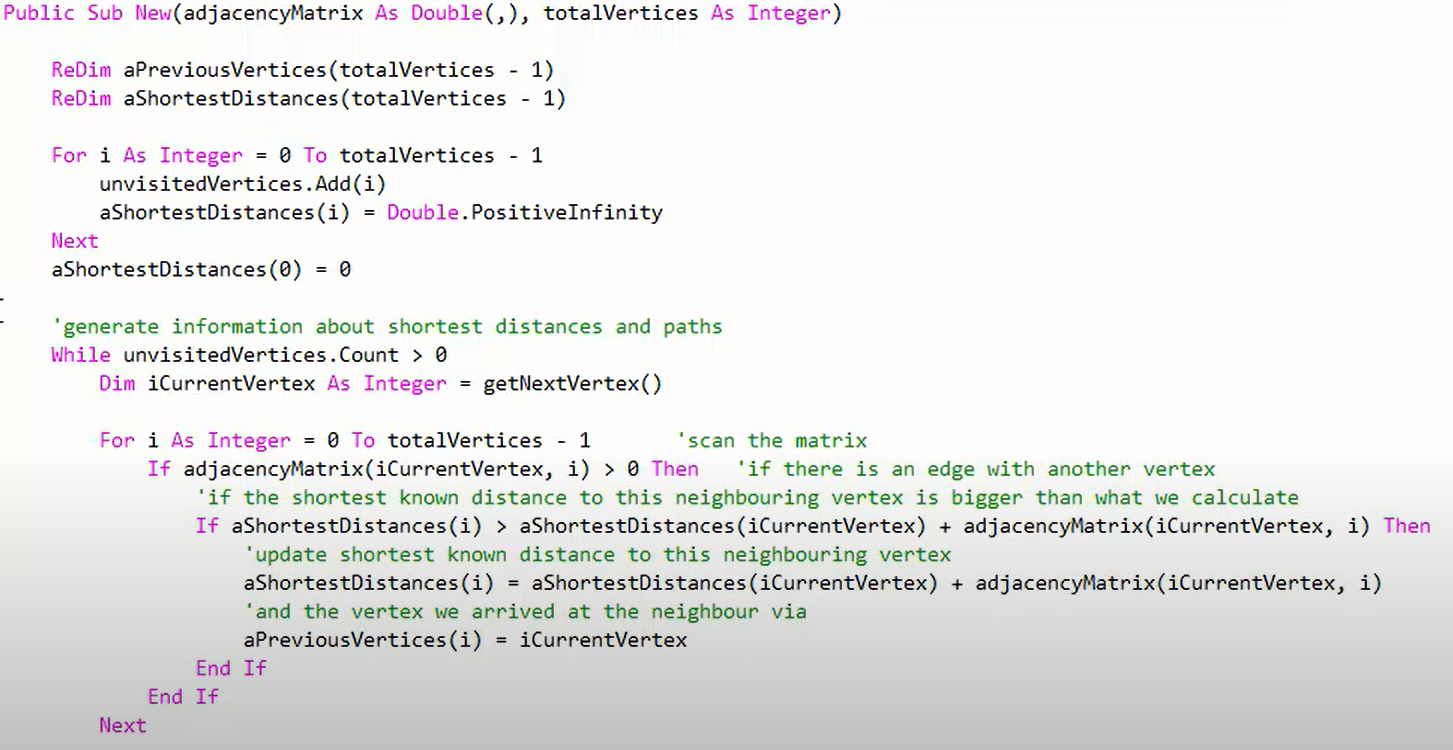 Public Sub New(adjacencyMatrix As Double(,), totalVertices As Integer)
ReDim aPreviousVertices(totalVertices - 1)
ReDim aShortestDistances(totalVertices - 1)
For i As Integer = 0 To totalVertices - 1
unvisitedVertices.Add(i)
aShortestDistances(i) = Double.PositiveInfinity
Next
aShortestDistances(0) = 0
'generate information about shortest distances and paths
While unvisitedVertices.Count > 0
Dim iCurrentVertex As Integer = getNextVertex()
For i As Integer = 0 To totalVertices - 1 'scan the matrix
If adjacencyMatrix(iCurrentVertex, i) > 0 Then 'if there is an edge with another vertex
'if the shortest known distance to this neighbouring vertex is bigger than what we calculate
If aShortestDistances(i) > aShortestDistances(iCurrentVertex) + adjacencyMatrix(iCurrentVertex, i) Then
'update shortest known distance to this neighbouring vertex
aShortestDistances(i) = aShortestDistances(iCurrentVertex) + adjacencyMatrix(iCurrentVertex, i)
'and the vertex we arrived at the neighbour via
aPreviousVertices(i) = iCurrentVertex
End If
End If
Next